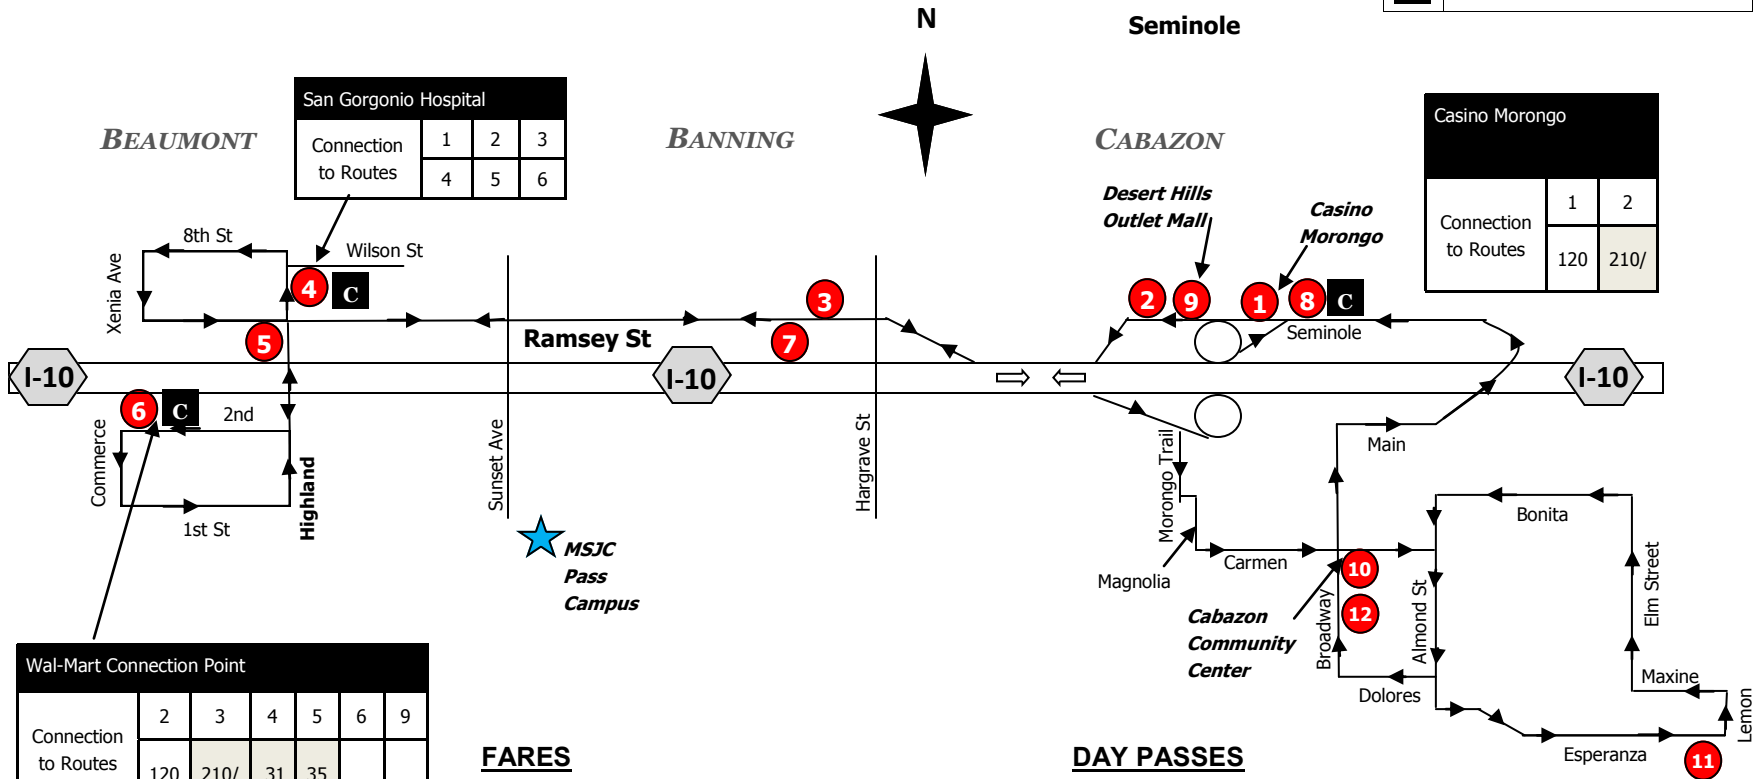 N
Seminole
San Gorgonio Hospital
Connection to Routes
1 2 3
4 5 6
BEAUMONT
BANNING
CABAZON
Casino Morongo
Connection to Routes
1 2
120 210/
Desert Hills
Outlet Mall
Casino
Morongo
8th St
Wilson St
Xenia Ave
4 C
3
2 9 1 8 C
Seminole
5
Ramsey St
7
I-10
I-10
I-10
6 C
2nd
Commerce
1st St
Highland
Sunset Ave
Hargrave St
Morongo Trail
Main
MSJC
Pass
Campus
Magnolia
Carmen
10
12
Cabazon
Community
Center
Broadway
Almond St
Dolores
Bonita
Elm Street
Maxine
Lemon
Esperanza
11
Wal-Mart Connection Point
Connection to Routes
2 3 4 5 6 9
120 210/ 31 35
FARES
DAY PASSES